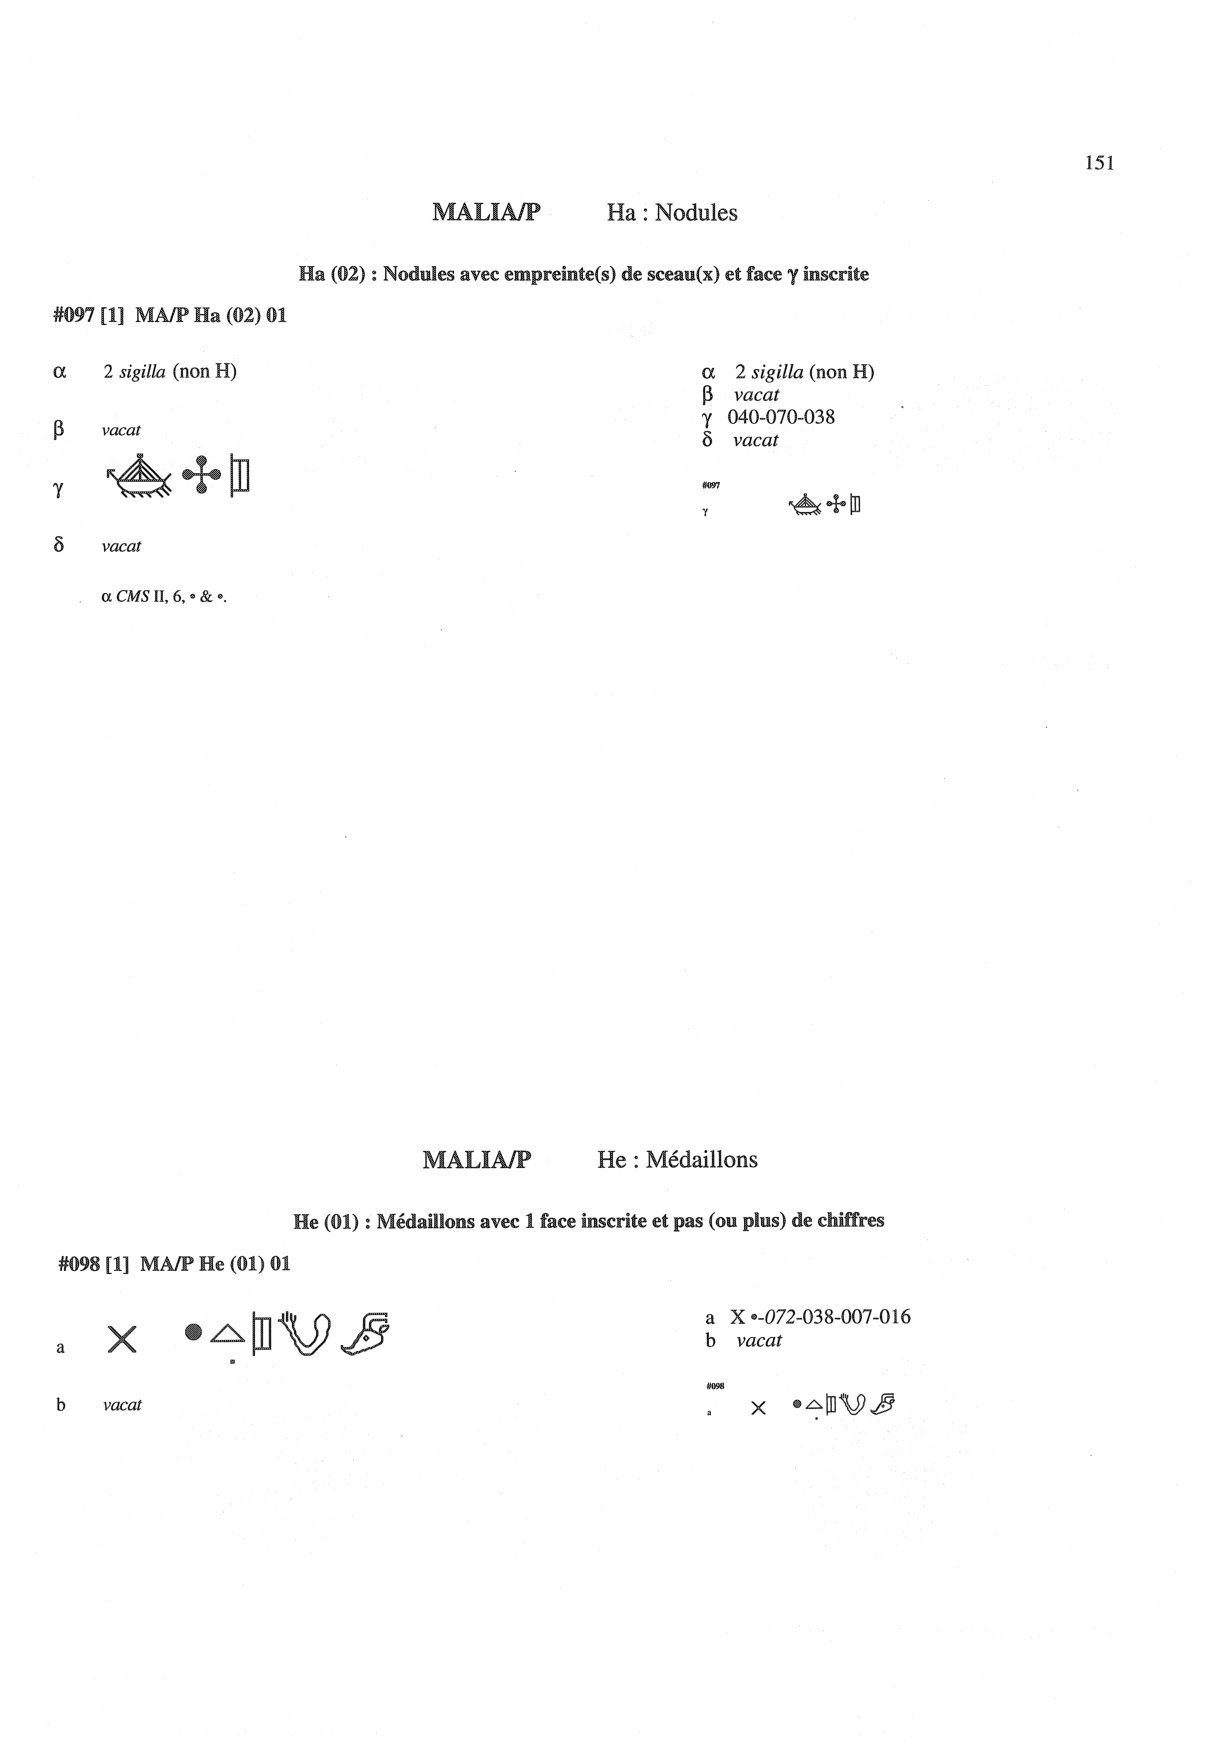 151
MALIA/P Ha : Nodules
Ha (02) : Nodules avec empreinte(s) de sceau(x) et face γ inscrite
#097 [1] MA/P Ha (02) 01
α 2 sigilla (non H)
β vacat
γ
δ vacat
α CMS II, 6, • & •.
α 2 sigilla (non H)
β vacat
γ 040-070-038
δ vacat
#097
γ
MALIA/P He : Médaillons
He (01) : Médaillons avec 1 face inscrite et pas (ou plus) de chiffres
#098 [1] MA/P He (01) 01
a X •
b vacat
a X •-072-038-007-016
b vacat
#098
a X •